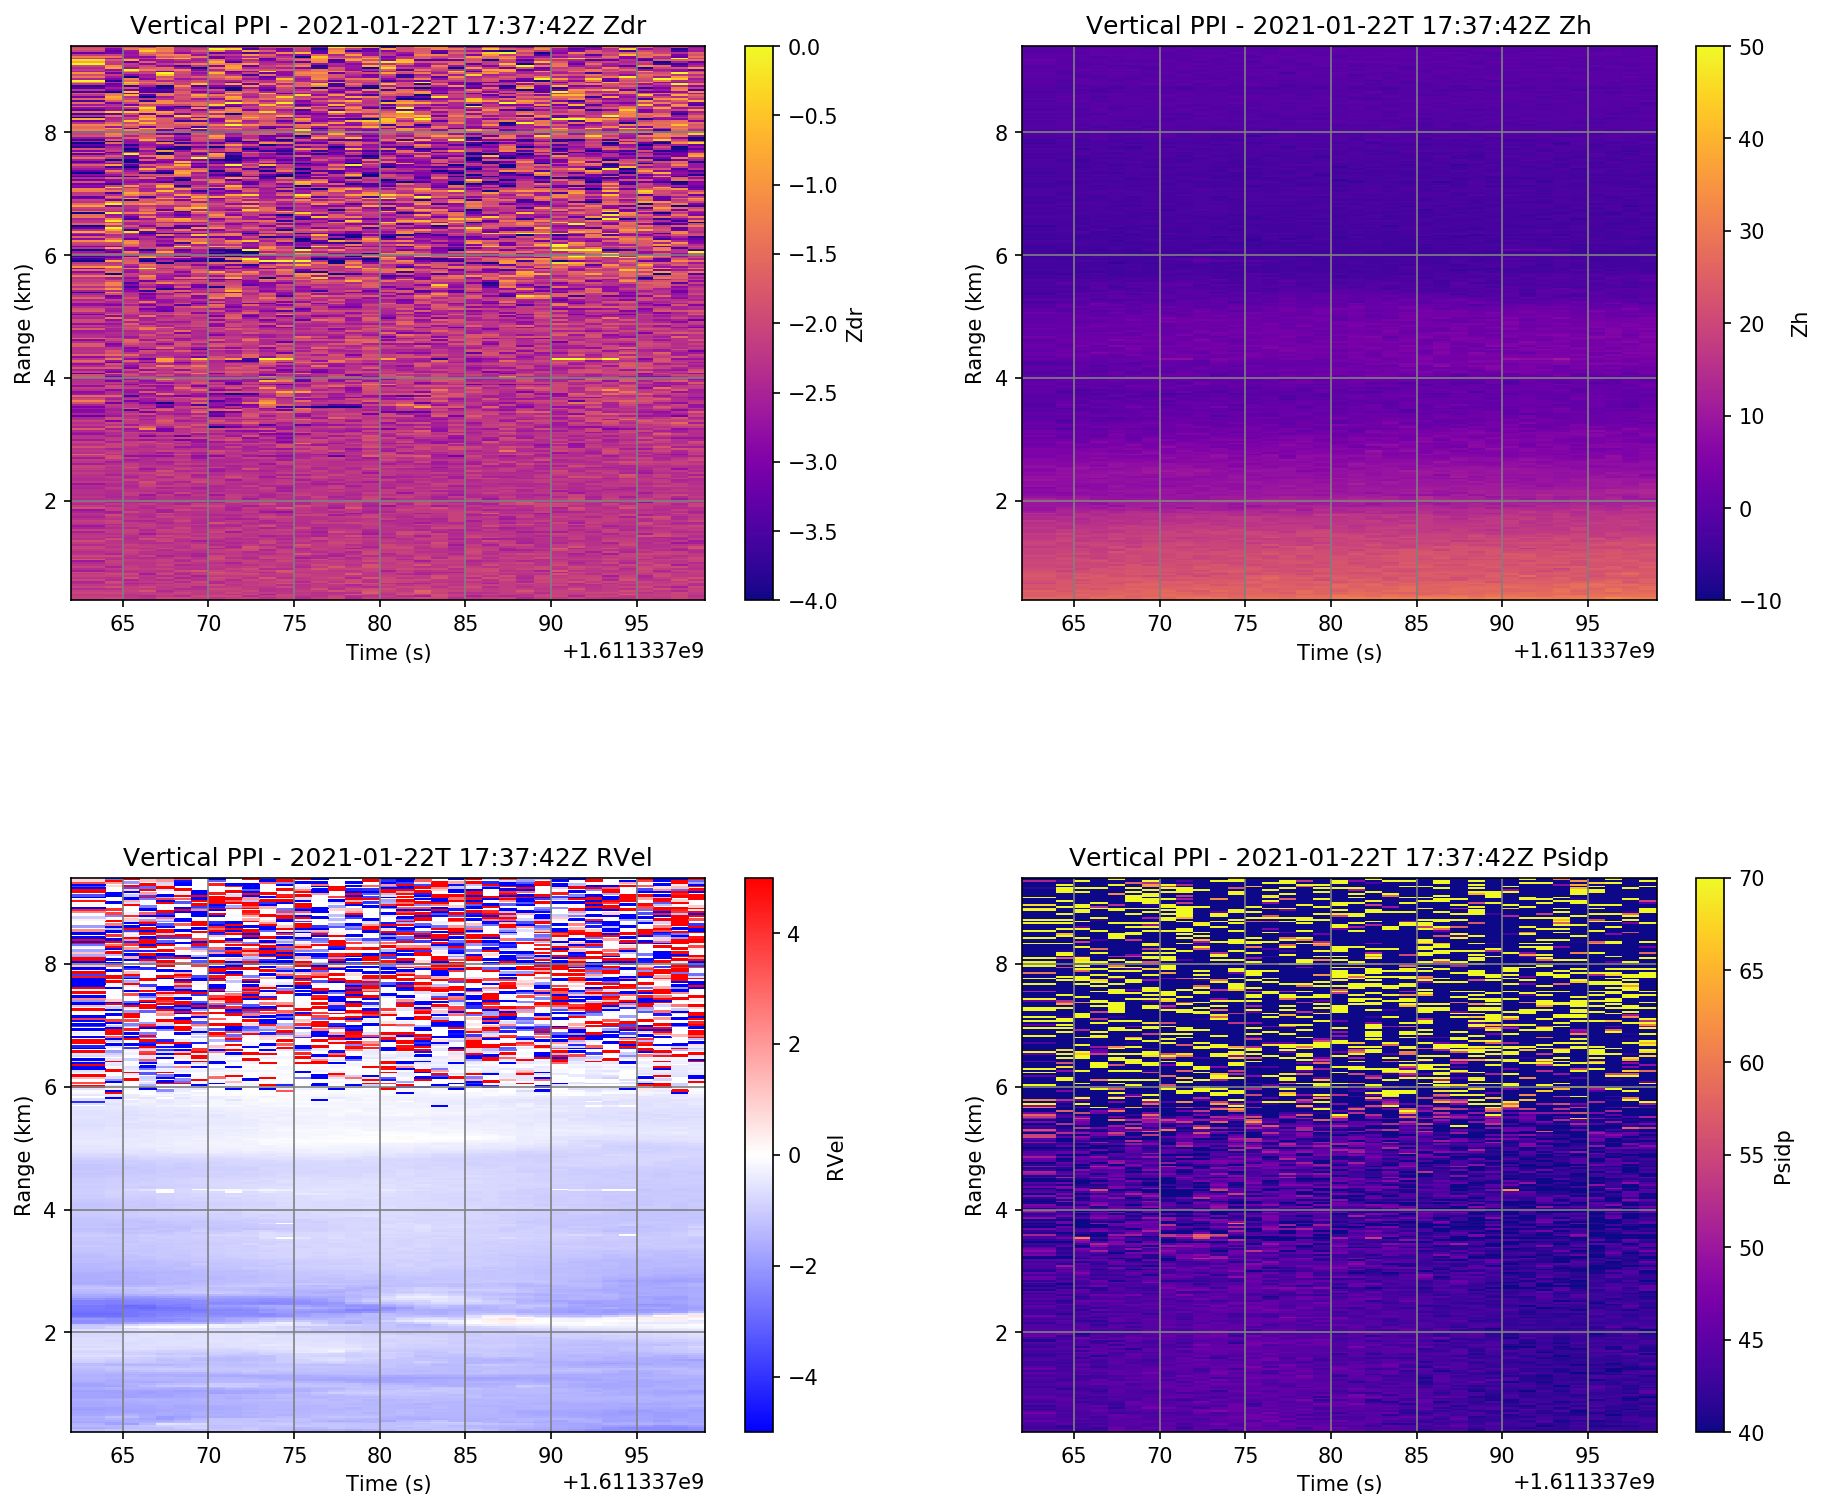 Vertical PPI - 2021-01-22T 17:37:42Z Zdr
Range (km)
8
6
4
2
65 70 75 80 85 90 95
Time (s)
+1.611337e9
0.0
−0.5
−1.0
−1.5
−2.0
−2.5
−3.0
−3.5
−4.0
Zdr
Vertical PPI - 2021-01-22T 17:37:42Z Zh
Range (km)
8
6
4
2
65 70 75 80 85 90 95
Time (s)
+1.611337e9
50
40
30
20
10
0
−10
Zh
Vertical PPI - 2021-01-22T 17:37:42Z RVel
Range (km)
8
6
4
2
65 70 75 80 85 90 95
Time (s)
+1.611337e9
4
2
0
−2
−4
RVel
Vertical PPI - 2021-01-22T 17:37:42Z Psidp
Range (km)
8
6
4
2
65 70 75 80 85 90 95
Time (s)
+1.611337e9
70
65
60
55
50
45
40
Psidp